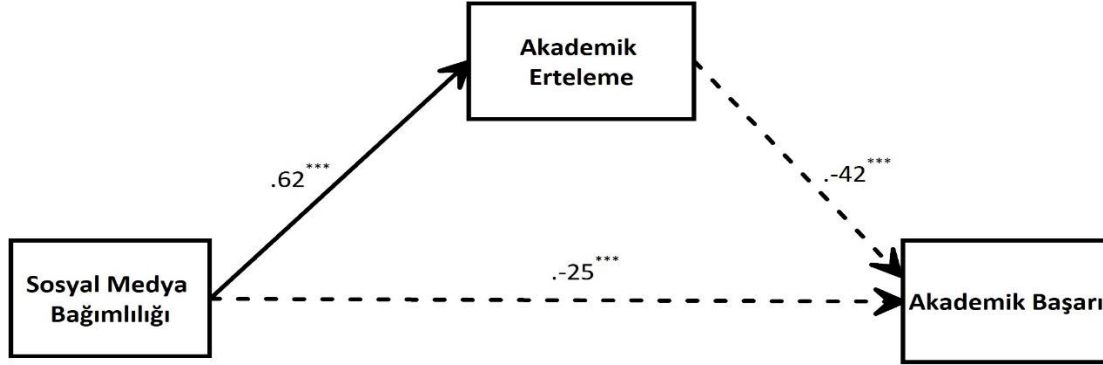 Akademik
Erteleme
.62***
.-42***
.-25***
Sosyal Medya
Bağımlılığı
Akademik Başarı